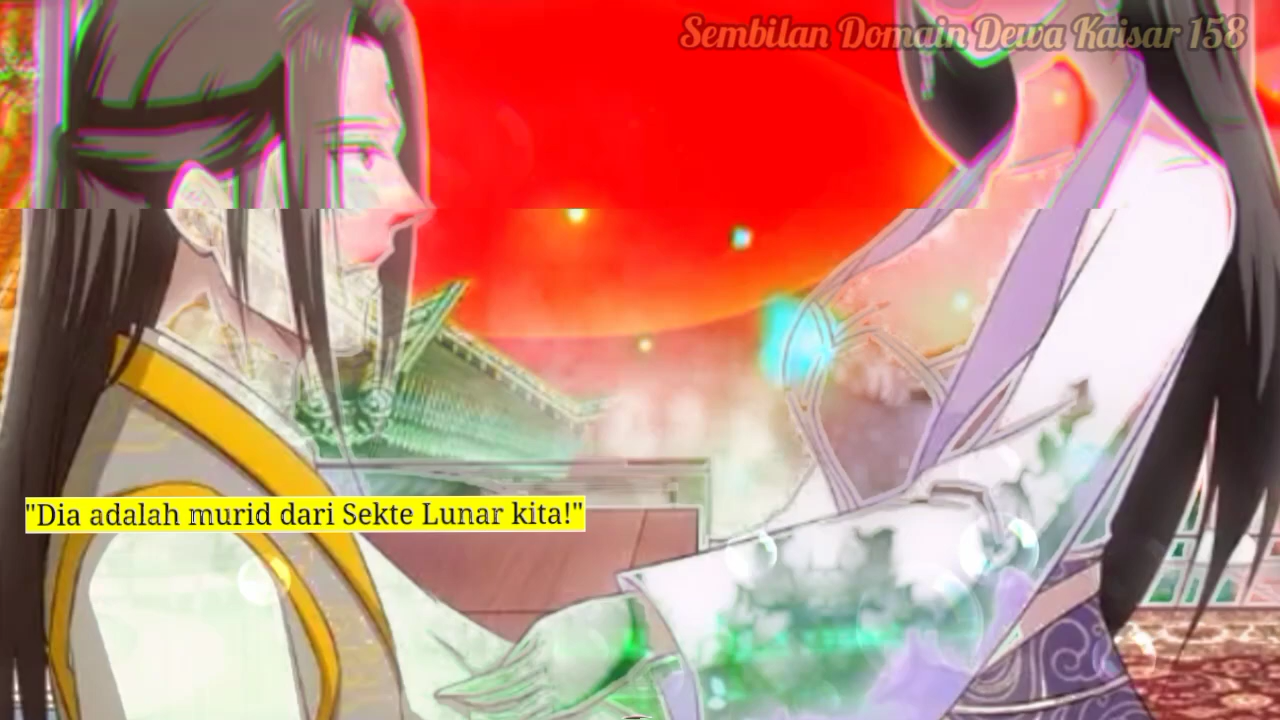 Sembilan Domain Dewa Kaisar 158
"Dia adalah murid dari Sekte Lunar kita!"